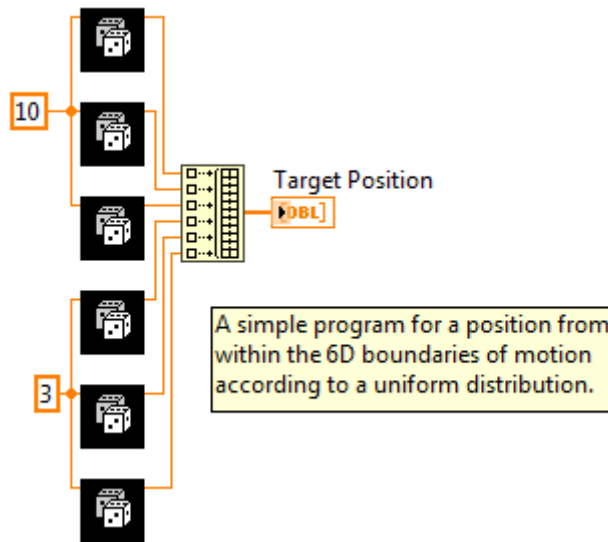 10
Target Position
DBL]
A simple program for a position from
within the 6D boundaries of motion
according to a uniform distribution.
3